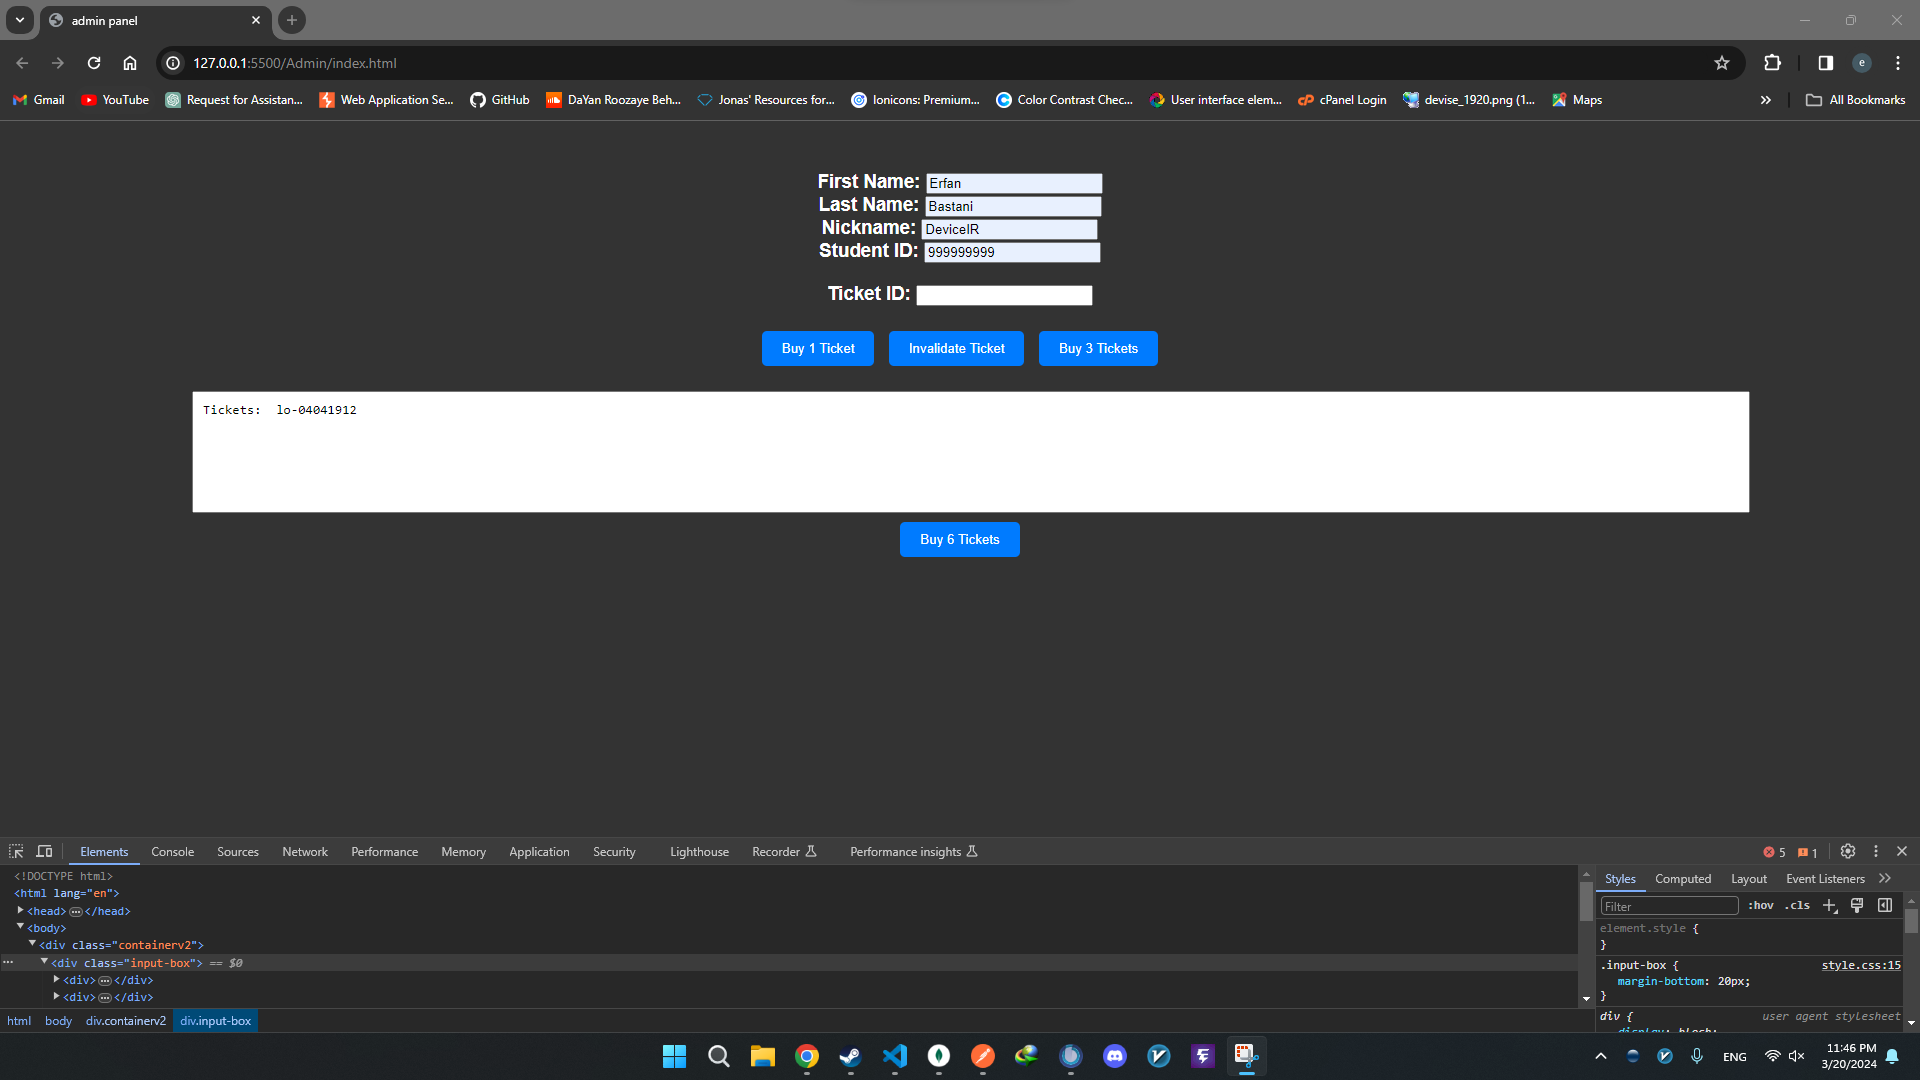 admin panel
127.0.0.1:5500/Admin/index.html
e
Gmail YouTube Request for Assistan... Web Application Se... GitHub DaYan Roozaye Beh... Jonas' Resources for... Ionicons: Premium... Color Contrast Chec... User interface elem... cPanel Login devise_1920.png (1... Maps All Bookmarks
First Name: Erfan
Last Name: Bastani
Nickname: DeviceIR
Student ID: 999999999
Ticket ID:
Buy 1 Ticket Invalidate Ticket Buy 3 Tickets
Tickets: lo-04041912
Buy 6 Tickets
Elements Console Sources Network Performance Memory Application Security Lighthouse Recorder Performance insights 5 1
<!DOCTYPE html>
<html lang="en">
<head>…</head>
<body>
<div class="containerv2">
<div class="input-box"> == $0
<div>…</div>
<div>…</div>
html body div.containerv2 div.input-box
Styles Computed Layout Event Listeners
Filter :hov .cls
element.style {
}
.input-box { style.css:15
margin-bottom: 20px;
}
div { user agent stylesheet
display: block;
ENG 11:46 PM
3/20/2024